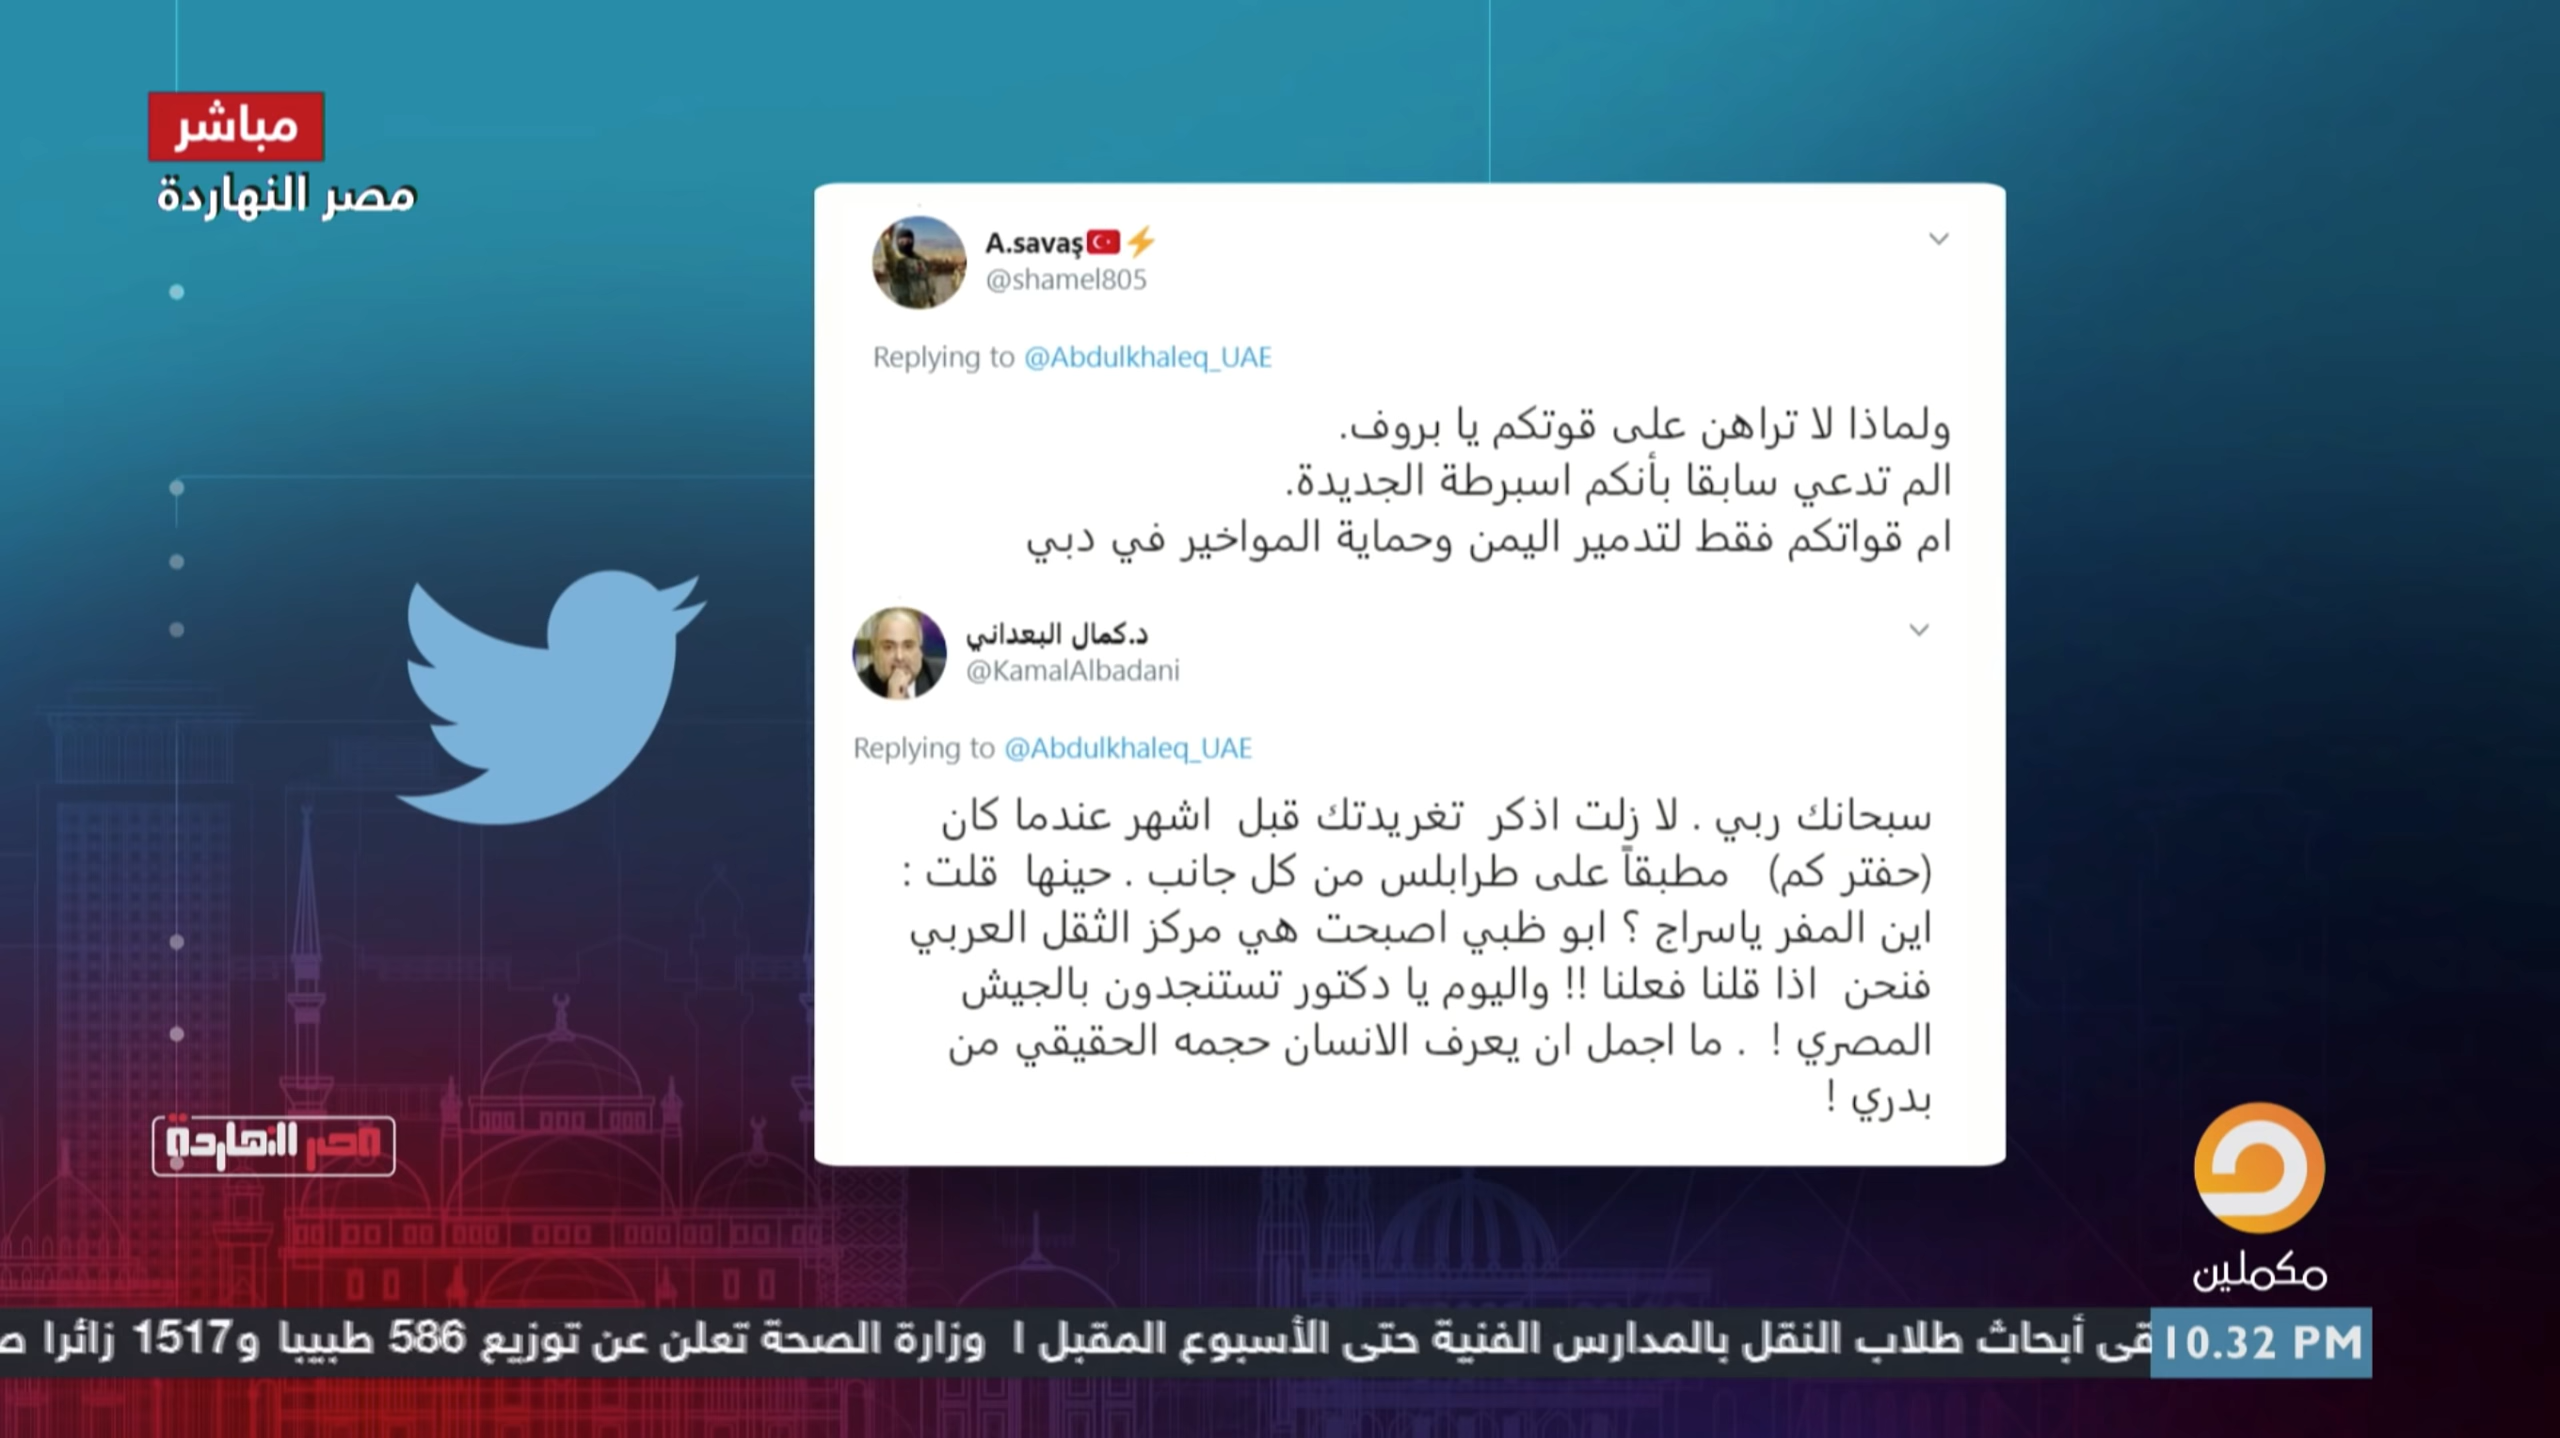 مباشر
مصر النهاردة
A.savaş
@shamel805
Replying to @Abdulkhaleq_UAE
ولماذا لا تراهن على قوتكم يا بروف.
الم تدعي سابقا بأنكم اسبرطة الجديدة.
ام قواتكم فقط لتدمير اليمن وحماية المواخير في دبي
د.كمال البعداني
@KamalAlbadani
Replying to @Abdulkhaleq_UAE
سبحانك ربي . لا زلت اذكر تغريدتك قبل اشهر عندما كان
(حفتر كم) مطبقاً على طرابلس من كل جانب . حينها قلت :
اين المفر ياسراج ؟ ابو ظبي اصبحت هي مركز الثقل العربي
فنحن اذا قلنا فعلنا !! واليوم يا دكتور تستنجدون بالجيش
المصري ! . ما اجمل ان يعرف الانسان حجمه الحقيقي من
بدري !
مصر النهاردة
مكملين
أبحاث طلاب النقل بالمدارس الفنية حتى الأسبوع المقبل | وزارة الصحة تعلن عن توزيع 586 طبيبا و1517 زائرا
10.32 PM